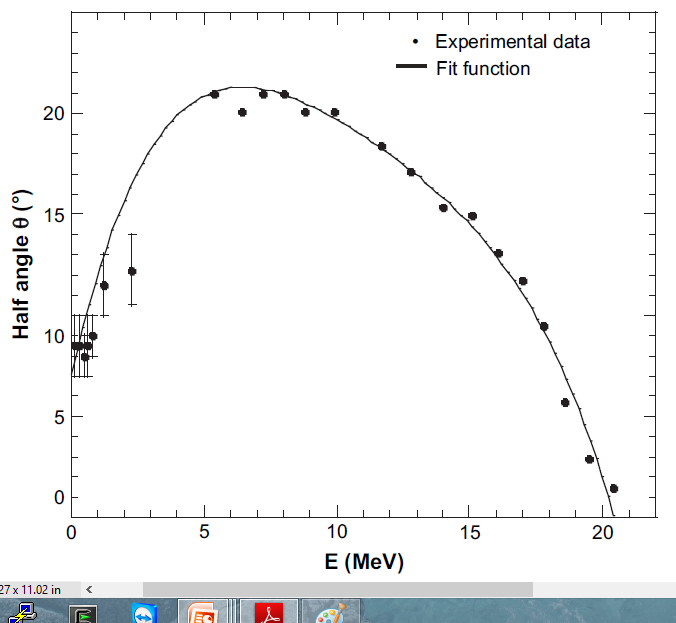 Experimental data
Fit function
Half angle θ (°)
20
15
10
5
0
0 5 10 15 20
E (MeV)
27 x 11.02 in